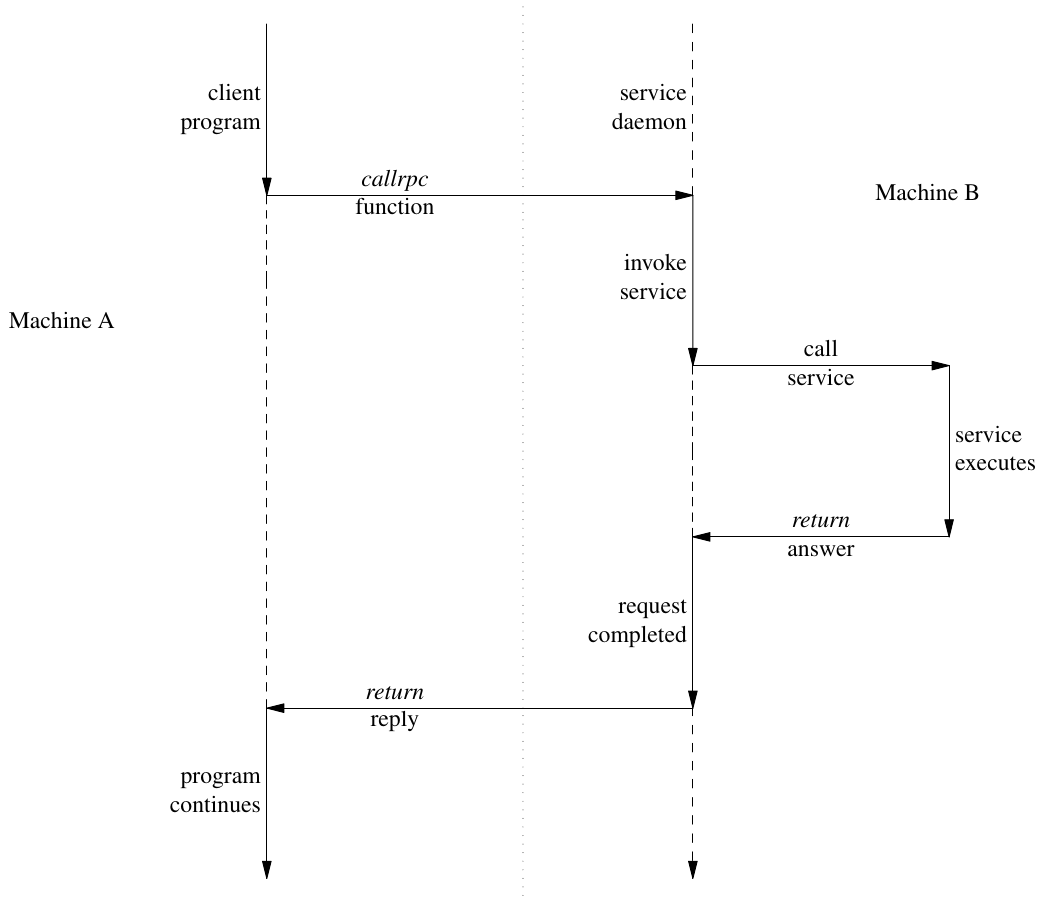 client
program
service
daemon
callrpc
function
Machine B
invoke
service
Machine A
call
service
service
executes
return
answer
request
completed
return
reply
program
continues